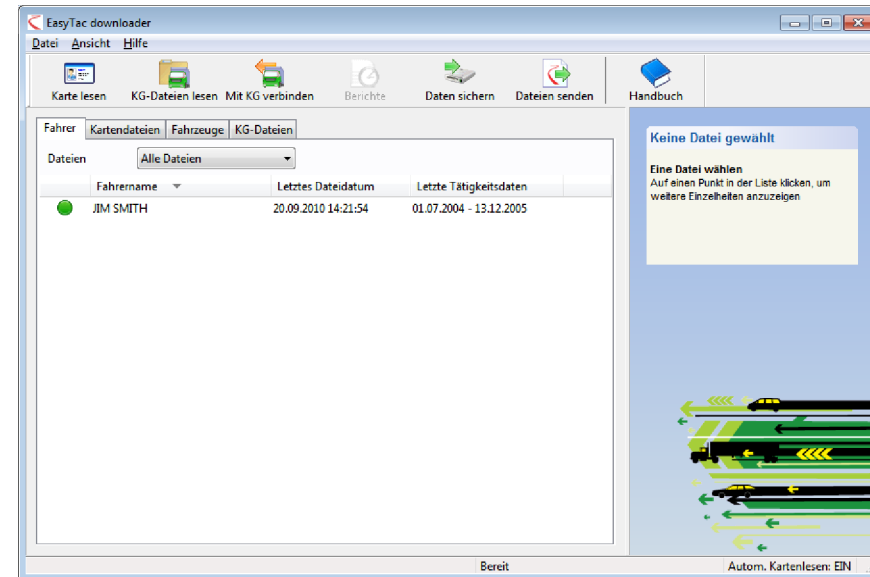 EasyTac downloader
Datei Ansicht Hilfe
Karte lesen KG-Dateien lesen Mit KG verbinden Berichte Daten sichern Dateien senden Handbuch
Fahrer Kartendateien Fahrzeuge KG-Dateien
Dateien Alle Dateien
Fahrername Letztes Dateidatum Letzte Tätigkeitsdaten
JIM SMITH 20.09.2010 14:21:54 01.07.2004 - 13.12.2005
Keine Datei gewählt
Eine Datei wählen
Auf einen Punkt in der Liste klicken, um
weitere Einzelheiten anzuzeigen
Bereit Autom. Kartenlesen: EIN